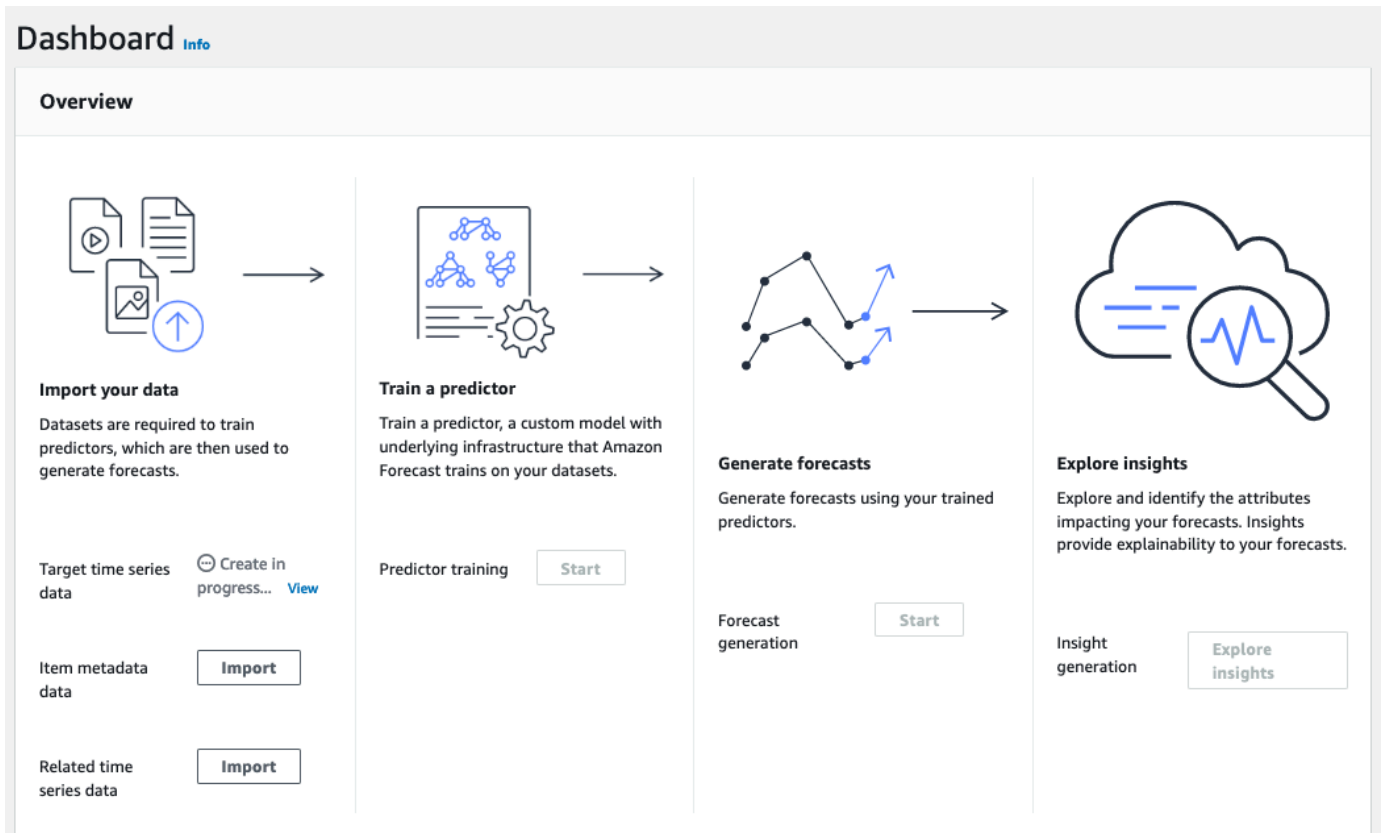 Dashboard Info
Overview
Import your data
Datasets are required to train
predictors, which are then used to
generate forecasts.
Target time series
data
Create in
progress... View
Item metadata
data
Import
Related time
series data
Import
Train a predictor
Train a predictor, a custom model with
underlying infrastructure that Amazon
Forecast trains on your datasets.
Predictor training
Start
Generate forecasts
Generate forecasts using your trained
predictors.
Forecast
generation
Start
Explore insights
Explore and identify the attributes
impacting your forecasts. Insights
provide explainability to your forecasts.
Insight
generation
Explore
insights